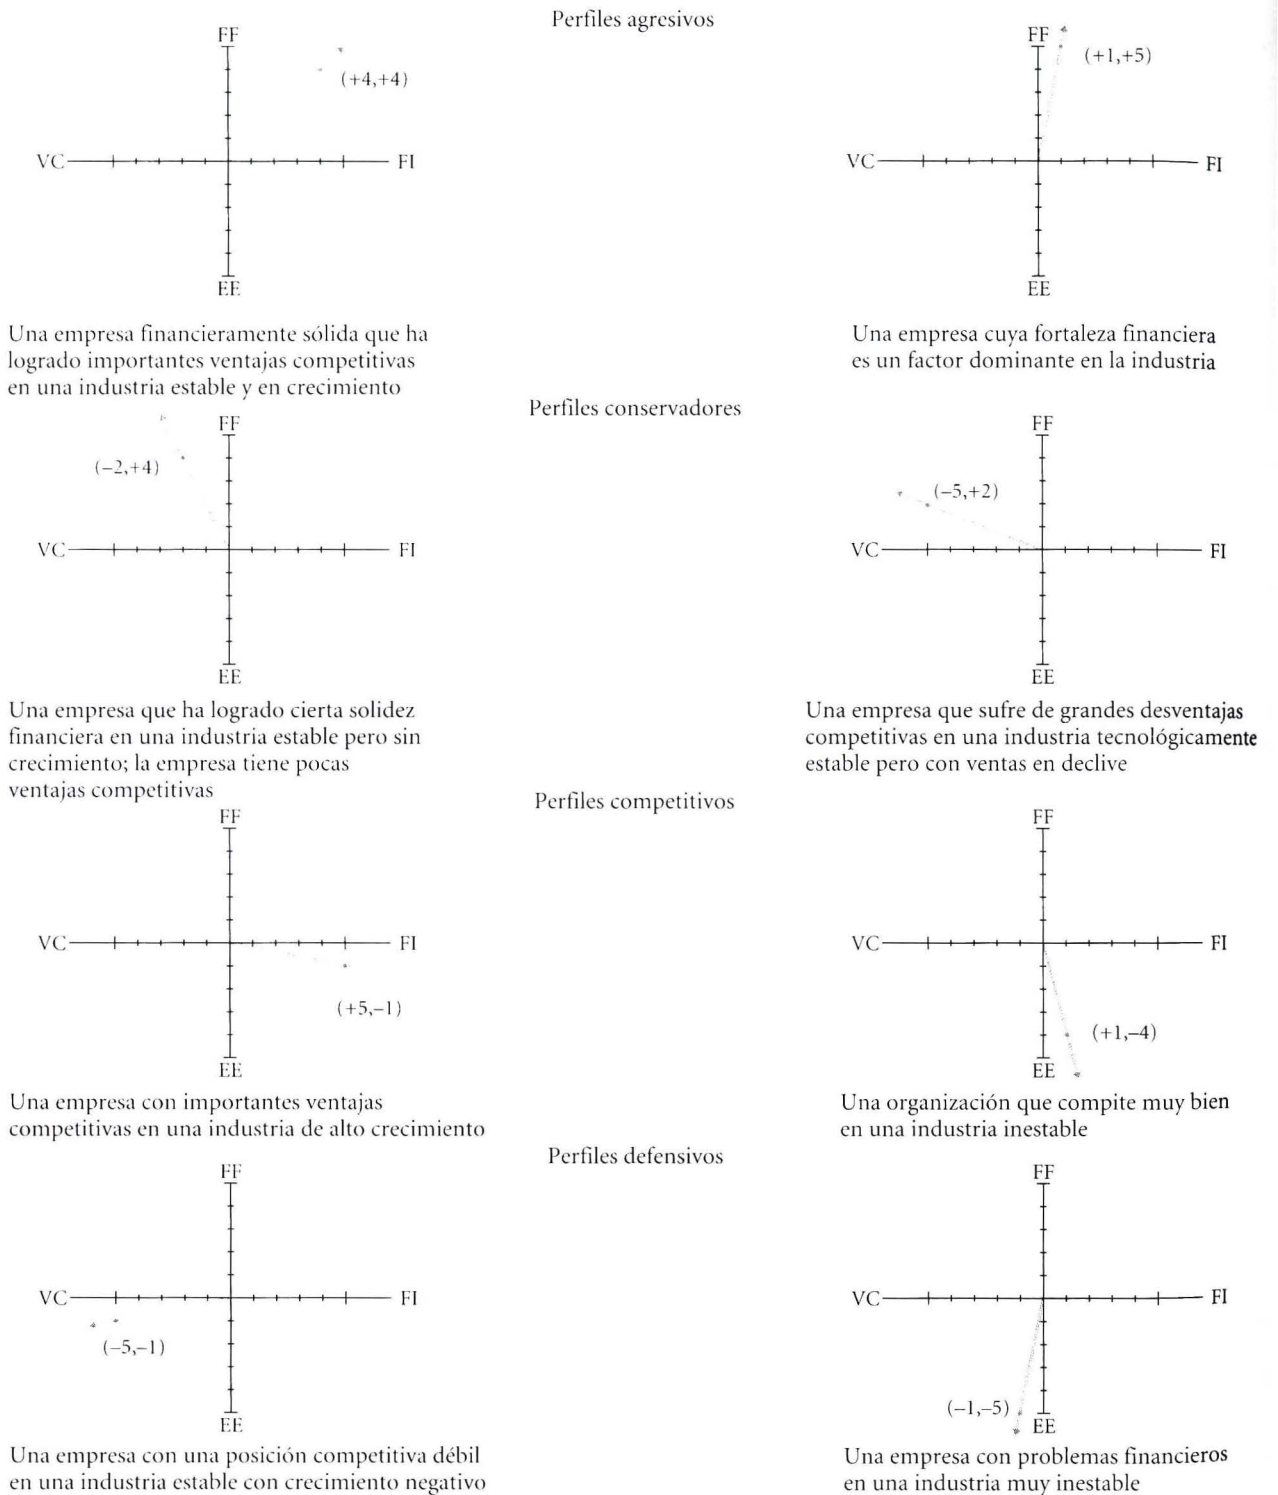 Perfiles agresivos
FF
(+4,+4)
VC
FI
EE
Una empresa financieramente sólida que ha
logrado importantes ventajas competitivas
en una industria estable y en crecimiento
FF
(+1,+5)
VC
FI
EE
Una empresa cuya fortaleza financiera
es un factor dominante en la industria
Perfiles conservadores
FF
(–2,+4)
VC
FI
EE
Una empresa que ha logrado cierta solidez
financiera en una industria estable pero sin
crecimiento; la empresa tiene pocas
ventajas competitivas
FF
(–5,+2)
VC
FI
EE
Una empresa que sufre de grandes desventajas
competitivas en una industria tecnológicamente
estable pero con ventas en declive
Perfiles competitivos
FF
VC
FI
(+5,–1)
EE
Una empresa con importantes ventajas
competitivas en una industria de alto crecimiento
FF
VC
FI
(+1,–4)
EE
Una organización que compite muy bien
en una industria inestable
Perfiles defensivos
FF
VC
FI
(–5,–1)
EE
Una empresa con una posición competitiva débil
en una industria estable con crecimiento negativo
FF
VC
FI
(–1,–5)
EE
Una empresa con problemas financieros
en una industria muy inestable